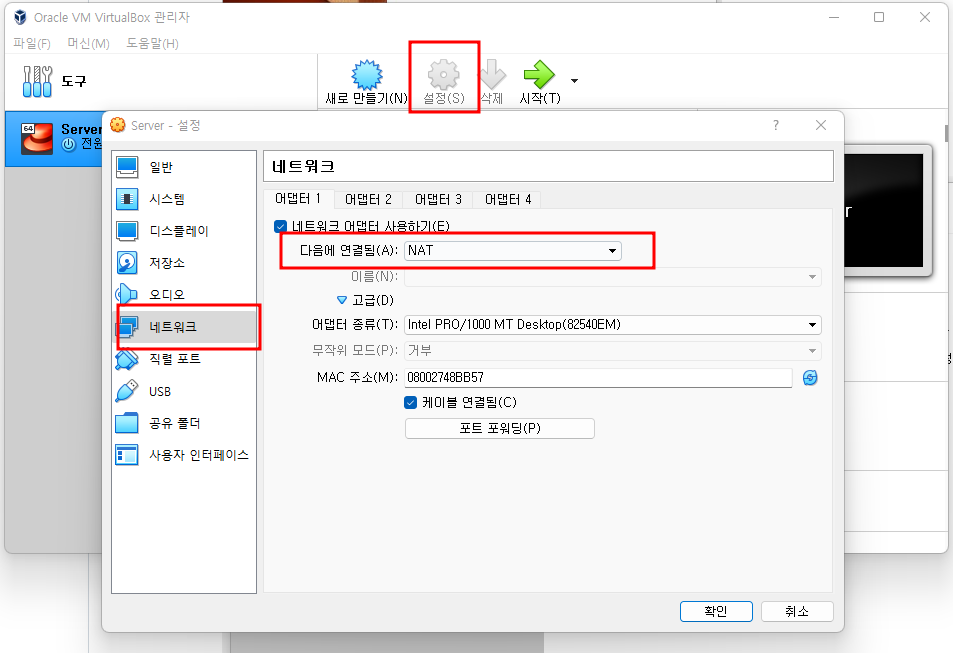 Oracle VM VirtualBox 관리자
파일(F) 머신(M) 도움말(H)
도구
새로 만들기(N) 설정(S) 삭제 시작(T)
64
Server
전원
Server - 설정
?
일반
시스템
디스플레이
저장소
오디오
네트워크
직렬 포트
USB
공유 폴더
사용자 인터페이스
네트워크
어댑터 1 어댑터 2 어댑터 3 어댑터 4
네트워크 어댑터 사용하기(E)
다음에 연결됨(A): NAT
이름(N):
고급(D)
어댑터 종류(T): Intel PRO/1000 MT Desktop(82540EM)
무작위 모드(P): 거부
MAC 주소(M): 08002748BB57
케이블 연결됨(C)
포트 포워딩(P)
확인 취소
r